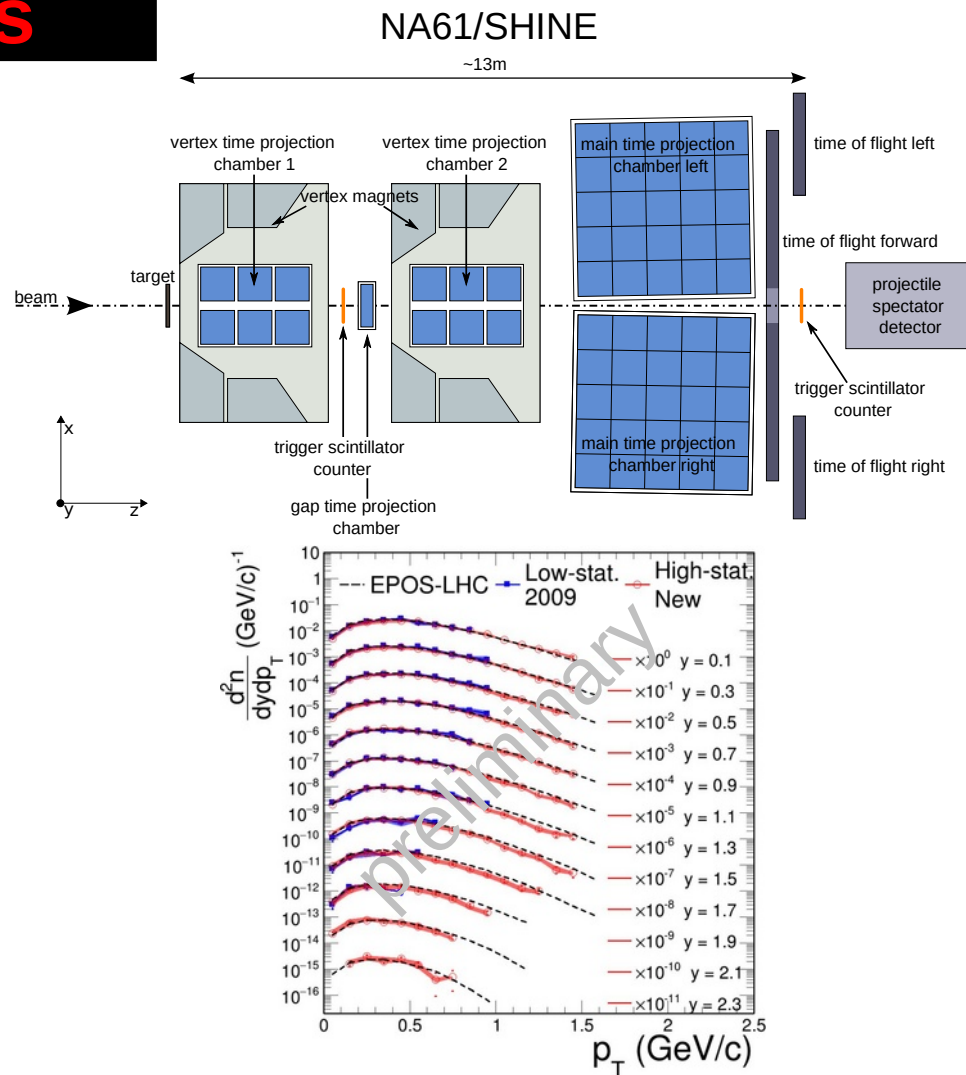 S
NA61/SHINE
~13m
vertex time projection
chamber 1
vertex time projection
chamber 2
main time projection
chamber left
time of flight left
vertex magnets
time of flight forward
target
beam
projectile
spectator
detector
trigger scintillator
counter
x
y
z
trigger scintillator
counter
gap time projection
chamber
main time projection
chamber right
time of flight right
d²n
dydp_T
(GeV/c)⁻¹
10
1
10⁻¹
10⁻²
10⁻³
10⁻⁴
10⁻⁵
10⁻⁶
10⁻⁷
10⁻⁸
10⁻⁹
10⁻¹⁰
10⁻¹¹
10⁻¹²
10⁻¹³
10⁻¹⁴
10⁻¹⁵
10⁻¹⁶
EPOS-LHC
Low-stat.
2009
High-stat.
New
×10⁰ y = 0.1
×10⁻¹ y = 0.3
×10⁻² y = 0.5
×10⁻³ y = 0.7
×10⁻⁴ y = 0.9
×10⁻⁵ y = 1.1
×10⁻⁶ y = 1.3
×10⁻⁷ y = 1.5
×10⁻⁸ y = 1.7
×10⁻⁹ y = 1.9
×10⁻¹⁰ y = 2.1
×10⁻¹¹ y = 2.3
preliminary
0 0.5 1 1.5 2 2.5
p_T (GeV/c)